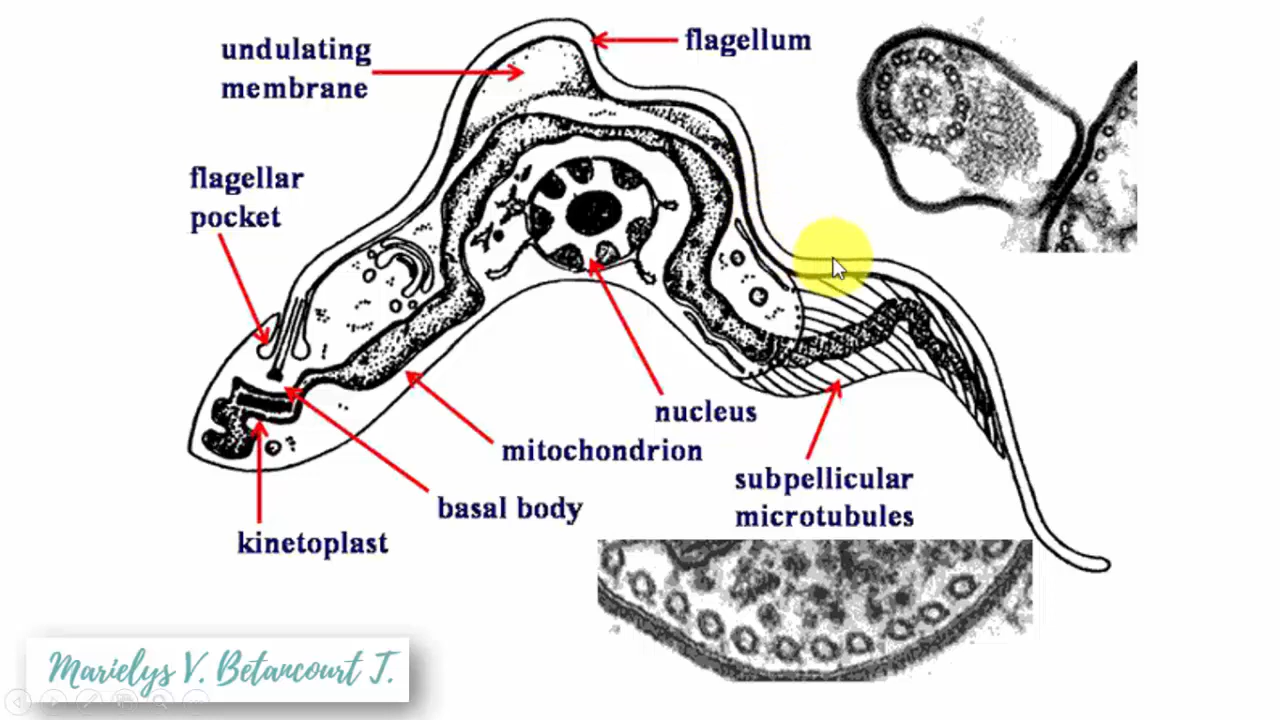 undulating
membrane
flagellum
flagellar
pocket
nucleus
mitochondrion
subpellicular
microtubules
basal body
kinetoplast
Marielys V. Betancourt J.